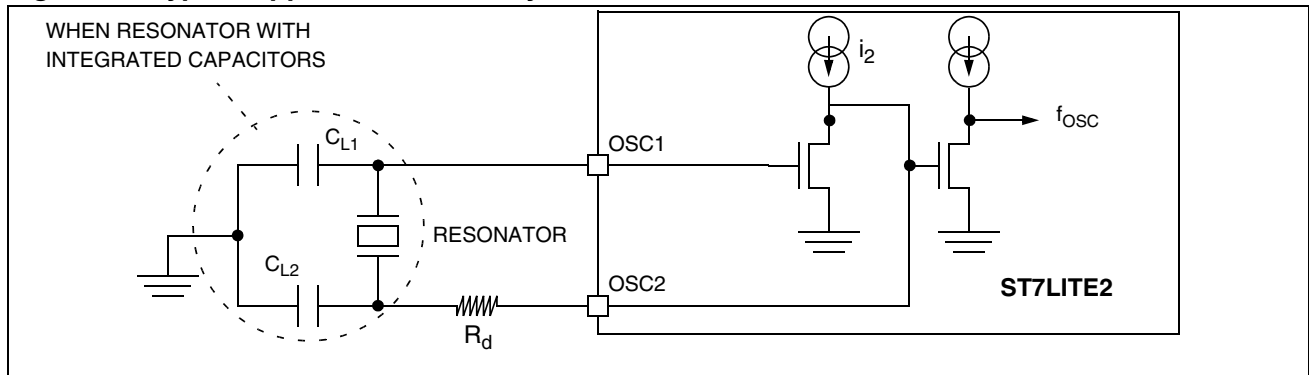 WHEN RESONATOR WITH
INTEGRATED CAPACITORS
i2
fOSC
CL1
OSC1
RESONATOR
CL2
OSC2
ST7LITE2
Rd